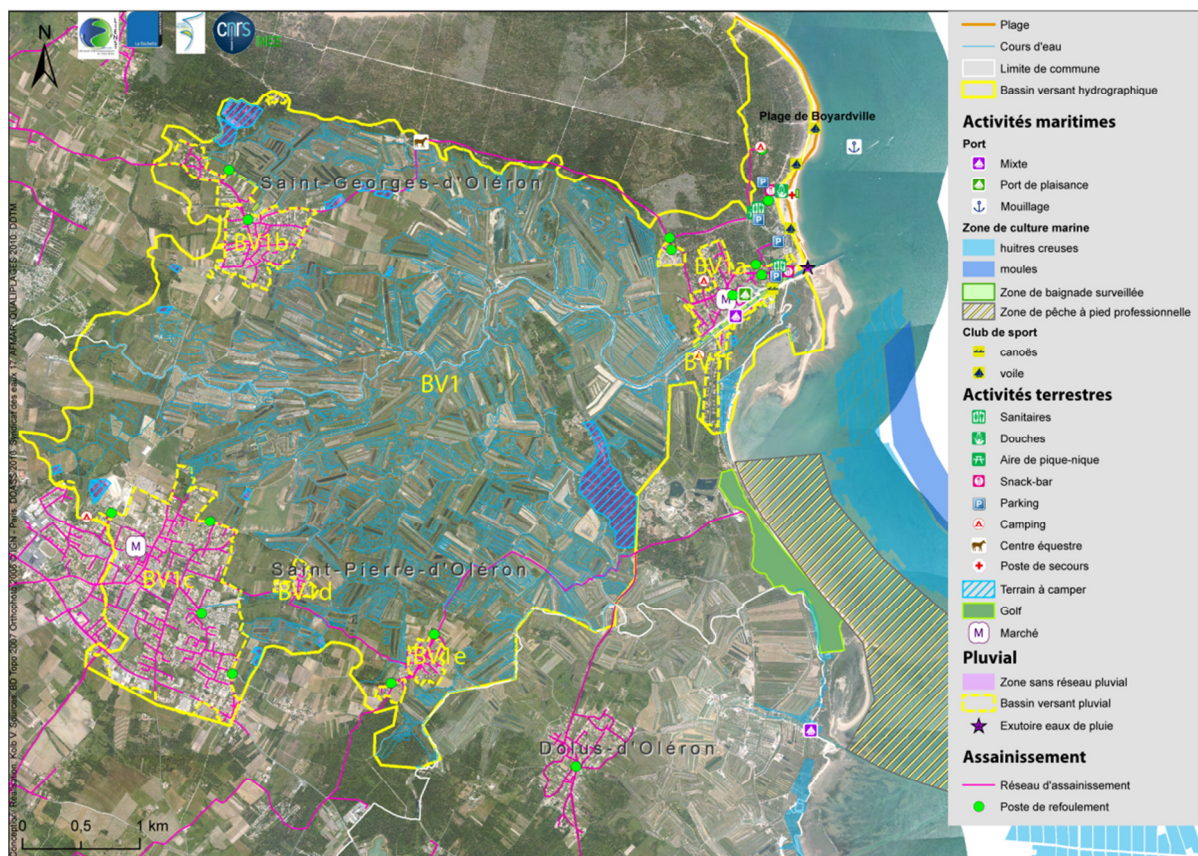 N
cnrs
INEE
La Rochelle
Plage de Boyardville
Saint-Georges-d'Oléron
BV1b
BV1a
M
BV1f
BV1
M
BV1c
Saint-Pierre-d'Oléron
BV1d
BV1e
Dolus-d'Oléron
0 0,5 1 km
Plage
Cours d'eau
Limite de commune
Bassin versant hydrographique
Activités maritimes
Port
Mixte
Port de plaisance
Mouillage
Zone de culture marine
huitres creuses
moules
Zone de baignade surveillée
Zone de pêche à pied professionnelle
Club de sport
canoës
voile
Activités terrestres
Sanitaires
Douches
Aire de pique-nique
Snack-bar
P Parking
Camping
Centre équestre
Poste de secours
Terrain à camper
Golf
M Marché
Pluvial
Zone sans réseau pluvial
Bassin versant pluvial
Exutoire eaux de pluie
Assainissement
Réseau d'assainissement
Poste de refoulement